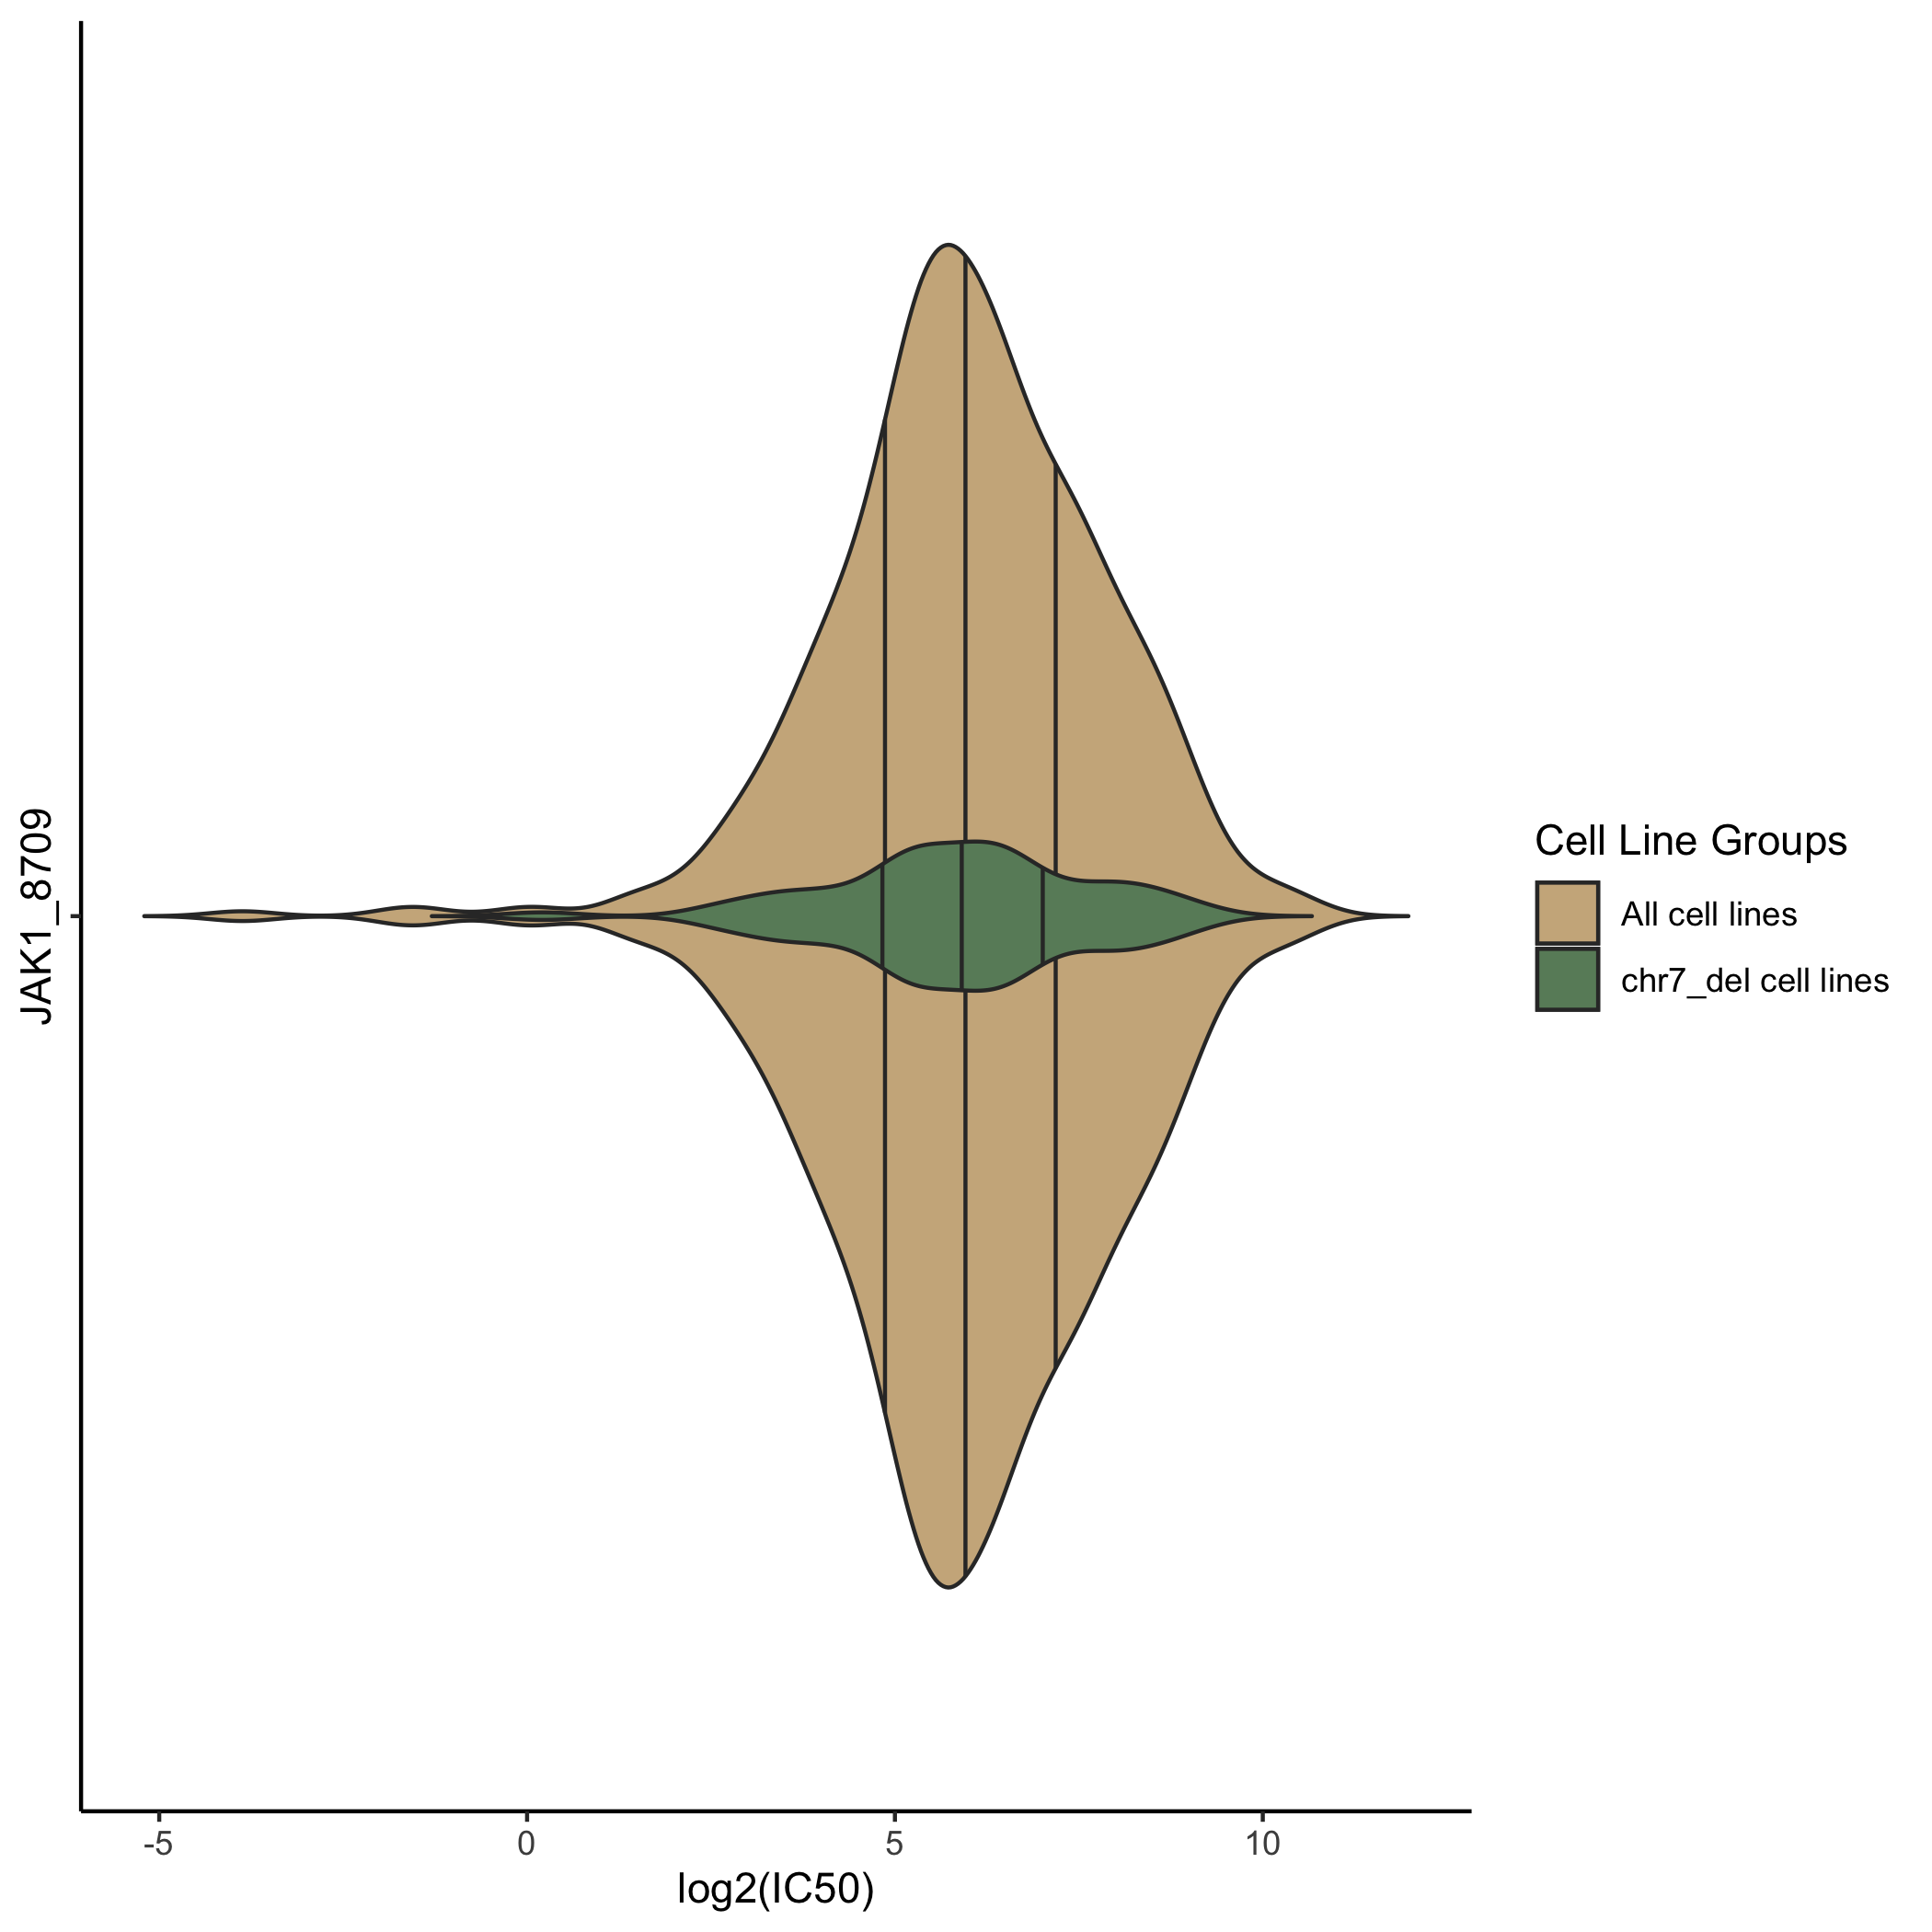 JAK1_8709
Cell Line Groups
All cell lines
chr7_del cell lines
-5 0 5 10
log2(IC50)